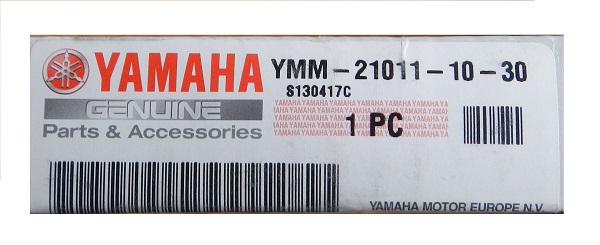 YAMAHA YMM-21011-10-30
S130417C
GENUINE
Parts & Accessories
YAMAHA YAMAHA YAMAHA YAMAHA YAMAHA YAMAHA YA
1 PC
YAMAHA MOTOR EUROPE N.V.